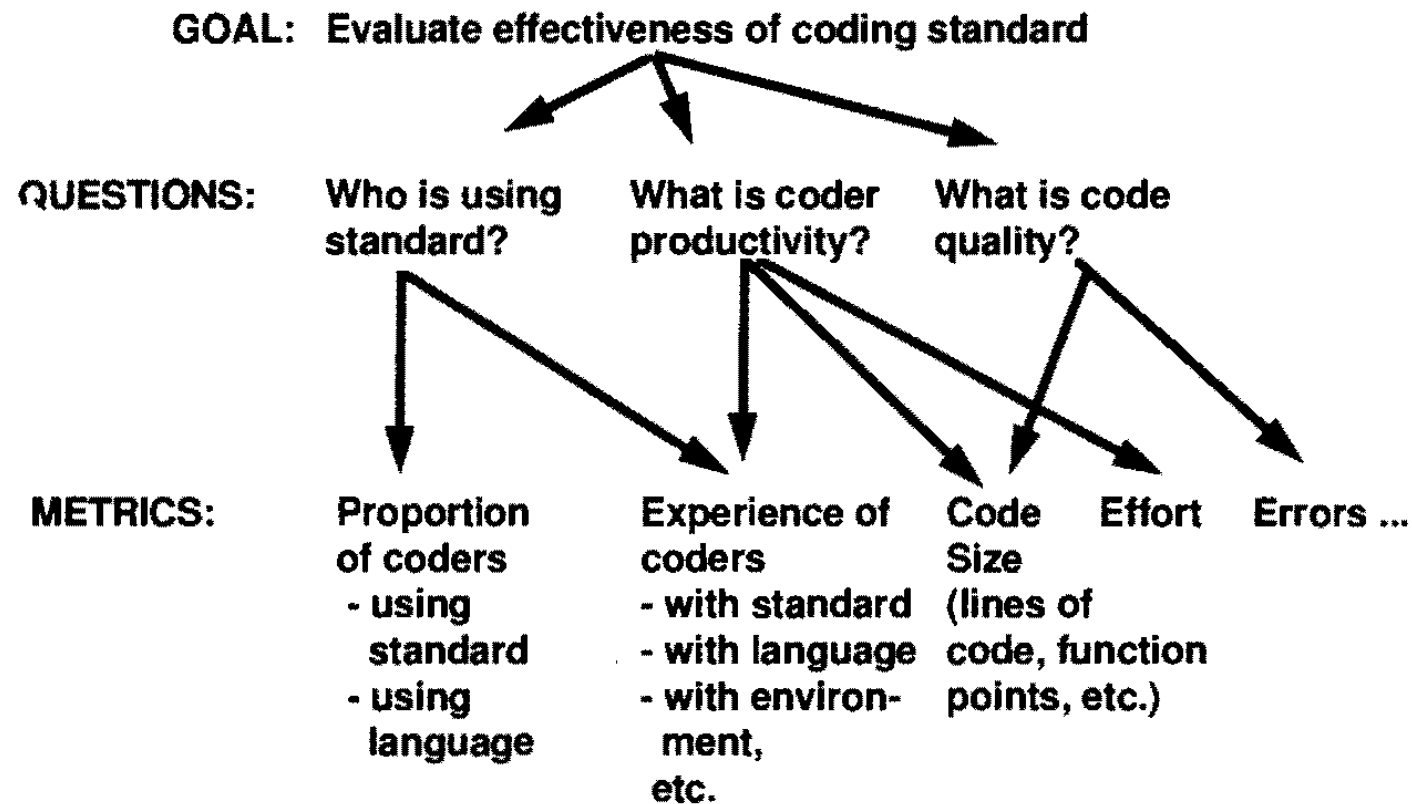 GOAL: Evaluate effectiveness of coding standard
QUESTIONS:
Who is using
standard?
What is coder
productivity?
What is code
quality?
METRICS:
Proportion
of coders
- using
standard
- using
language
Experience of
coders
- with standard
- with language
- with environ-
ment,
etc.
Code
Size
(lines of
code, function
points, etc.)
Effort
Errors ...